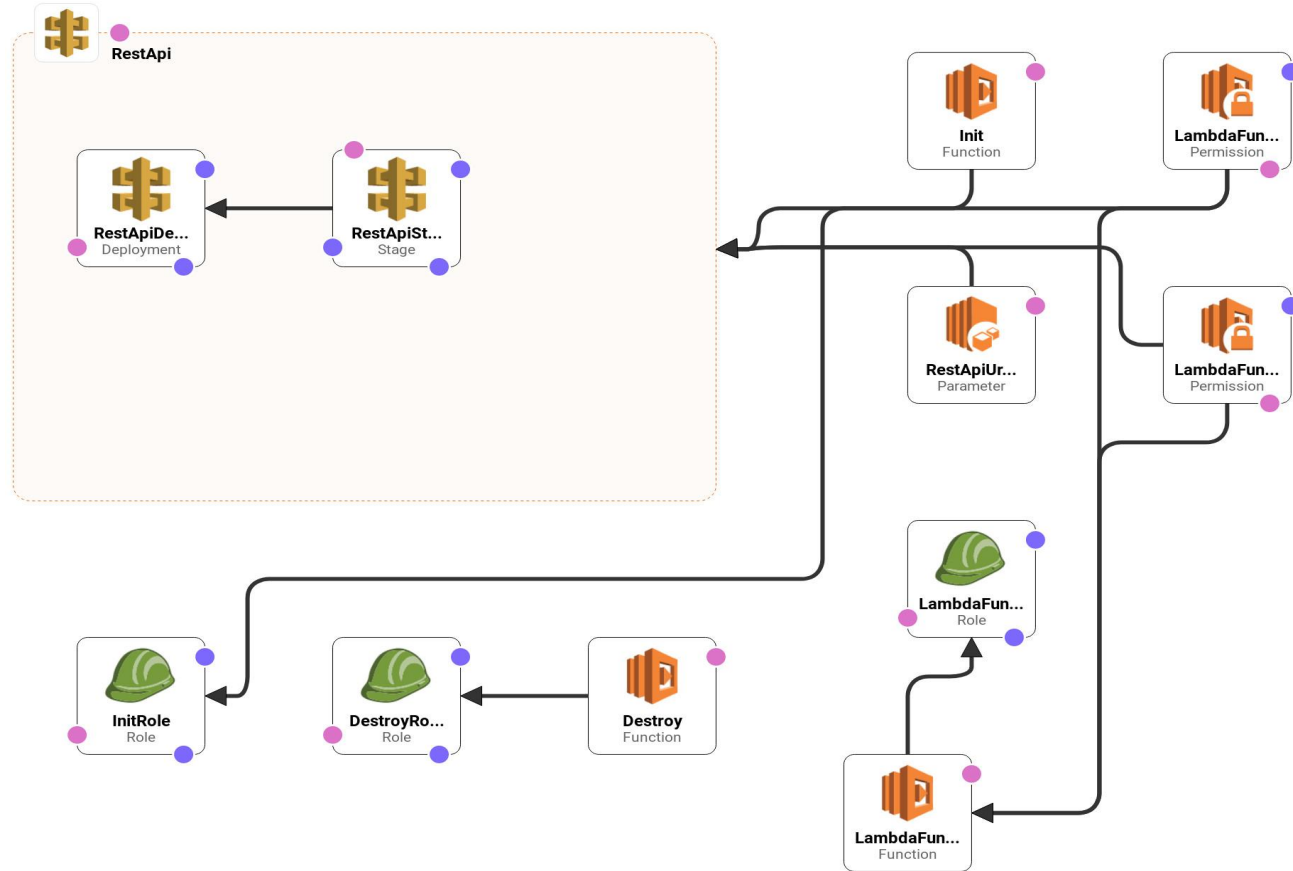 RestApi
Init
Function
LambdaFun...
Permission
RestApiDe...
Deployment
RestApiSt...
Stage
RestApiUr...
Parameter
LambdaFun...
Permission
LambdaFun...
Role
InitRole
Role
DestroyRo...
Role
Destroy
Function
LambdaFun...
Function